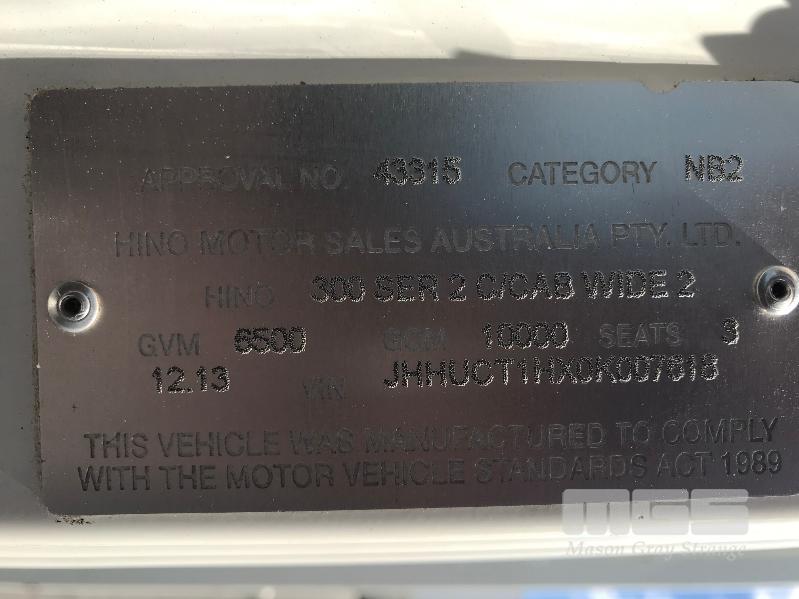 APPROVAL NO. 43315 CATEGORY NB2
HINO MOTOR SALES AUSTRALIA PTY. LTD.
HINO 300 SER 2 C/CAB WIDE 2
GVM 6500 GCM 10000 SEATS 3
12.13 VIN JHHUCT1HX0K007618
THIS VEHICLE WAS MANUFACTURED TO COMPLY
WITH THE MOTOR VEHICLE STANDARDS ACT 1989
MGS
Mason Gray Strange